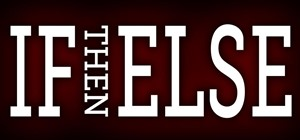 IF THEN ELSE